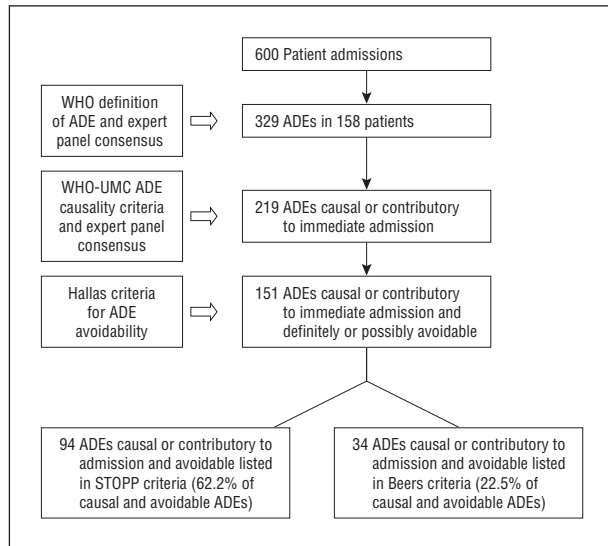 600 Patient admissions
WHO definition
of ADE and expert
panel consensus
329 ADEs in 158 patients
WHO-UMC ADE
causality criteria
and expert panel
consensus
219 ADEs causal or contributory
to immediate admission
Hallas criteria
for ADE
avoidability
151 ADEs causal or contributory
to immediate admission and
definitely or possibly avoidable
94 ADEs causal or contributory to
admission and avoidable listed
in STOPP criteria (62.2% of
causal and avoidable ADEs)
34 ADEs causal or contributory to
admission and avoidable listed
in Beers criteria (22.5% of
causal and avoidable ADEs)